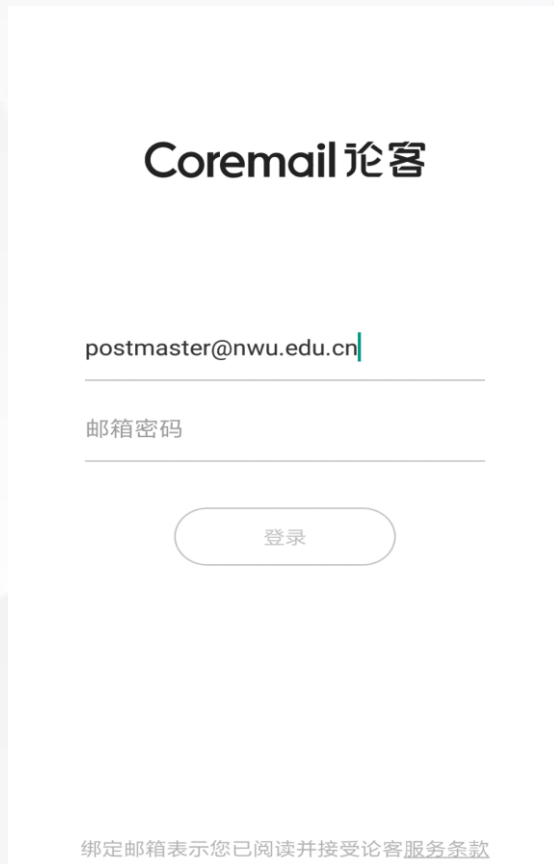 Coremail论客
postmaster@nwu.edu.cn
邮箱密码
登录
绑定邮箱表示您已阅读并接受论客服务条款